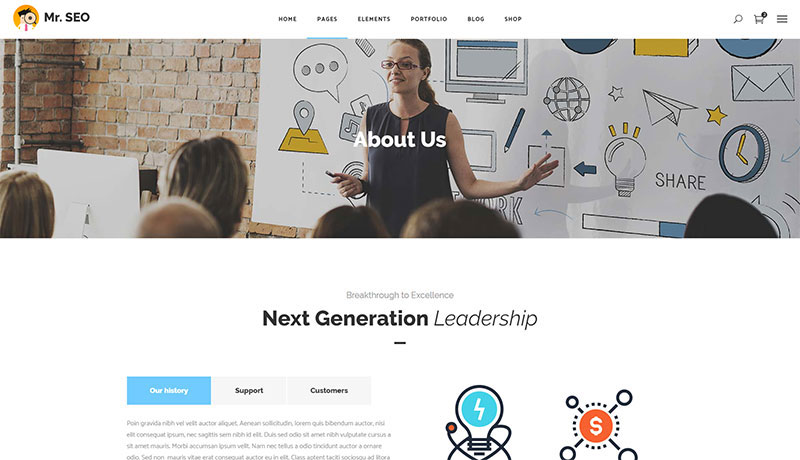 Mr. SEO
HOME PAGES ELEMENTS PORTFOLIO BLOG SHOP
About Us
SHARE
WORK
Breakthrough to Excellence
Next Generation Leadership
Our history Support Customers
Proin gravida nibh vel velit auctor aliquet. Aenean sollicitudin, lorem quis bibendum auctor, nisi
elit consequat ipsum, nec sagittis sem nibh id elit. Duis sed odio sit amet nibh vulputate cursus a
sit amet mauris. Morbi accumsan ipsum velit. Nam nec tellus a odio tincidunt auctor a ornare
odio. Sed non mauris vitae erat consequat auctor eu in elit. Class aptent taciti sociosqu ad litora